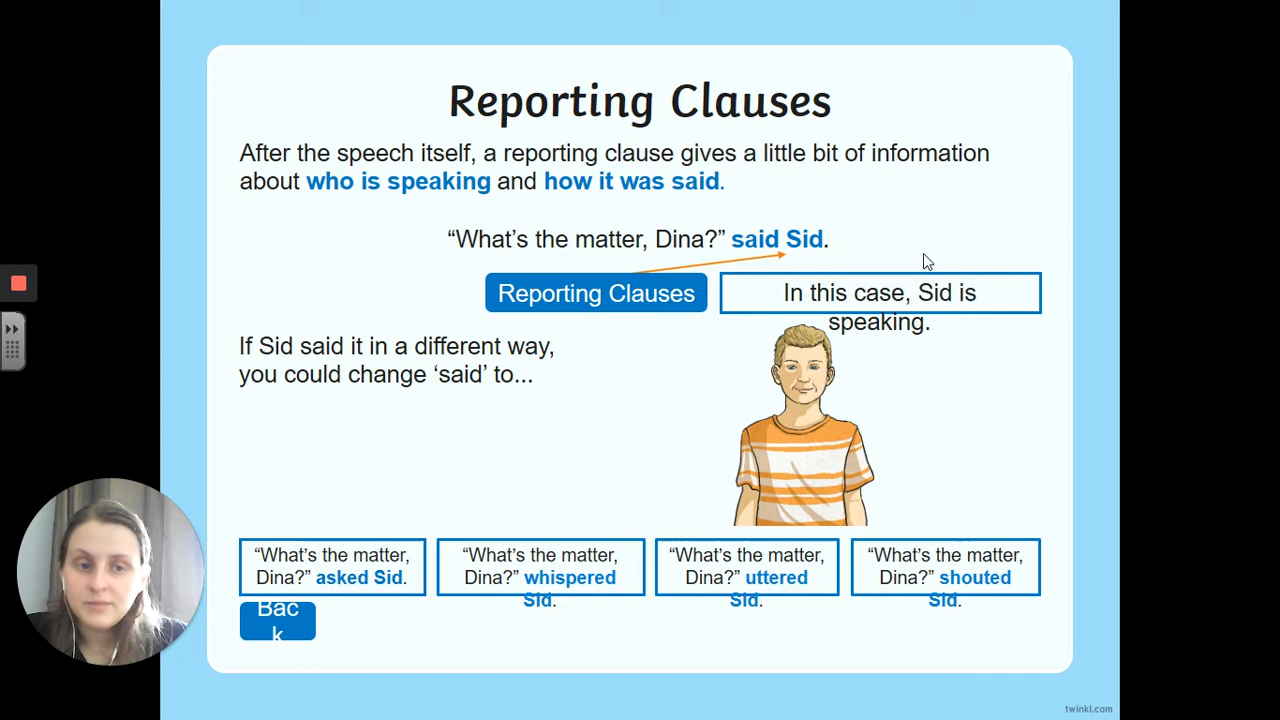 Reporting Clauses
After the speech itself, a reporting clause gives a little bit of information
about who is speaking and how it was said.
“What’s the matter, Dina?” said Sid.
Reporting Clauses
In this case, Sid is
speaking.
If Sid said it in a different way,
you could change ‘said’ to...
“What’s the matter,
Dina?” asked Sid.
“What’s the matter,
Dina?” whispered
Sid.
“What’s the matter,
Dina?” uttered
Sid.
“What’s the matter,
Dina?” shouted
Sid.
Bac
k
twinkl.com